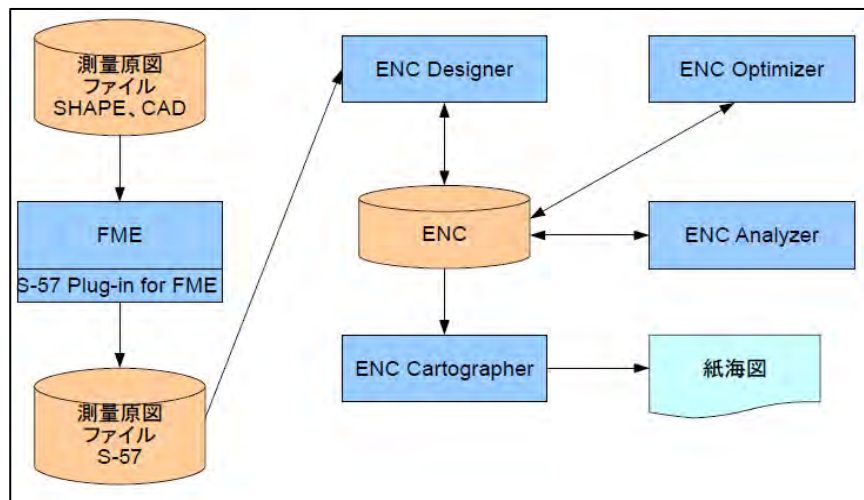 測量原図
ファイル
SHAPE、CAD
FME
S-57 Plug-in for FME
測量原図
ファイル
S-57
ENC Designer
ENC Optimizer
ENC
ENC Analyzer
ENC Cartographer
紙海図